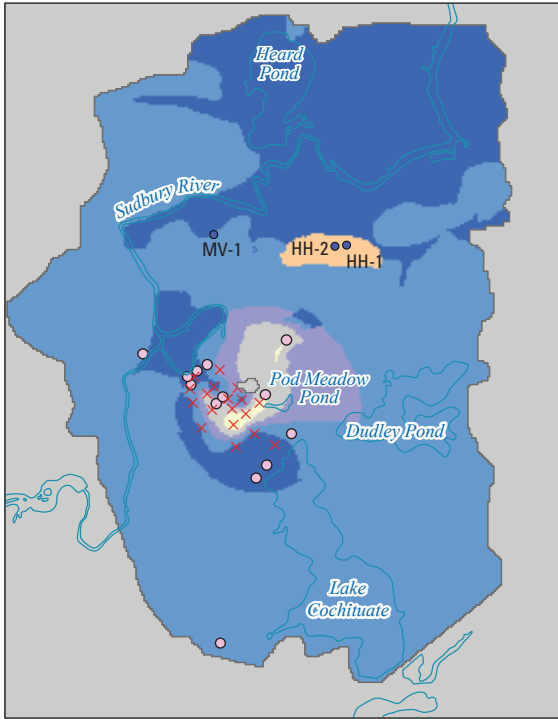 Heard
Pond
Sudbury River
MV-1
HH-2
HH-1
Pod Meadow
Pond
Dudley Pond
Lake
Cochituate